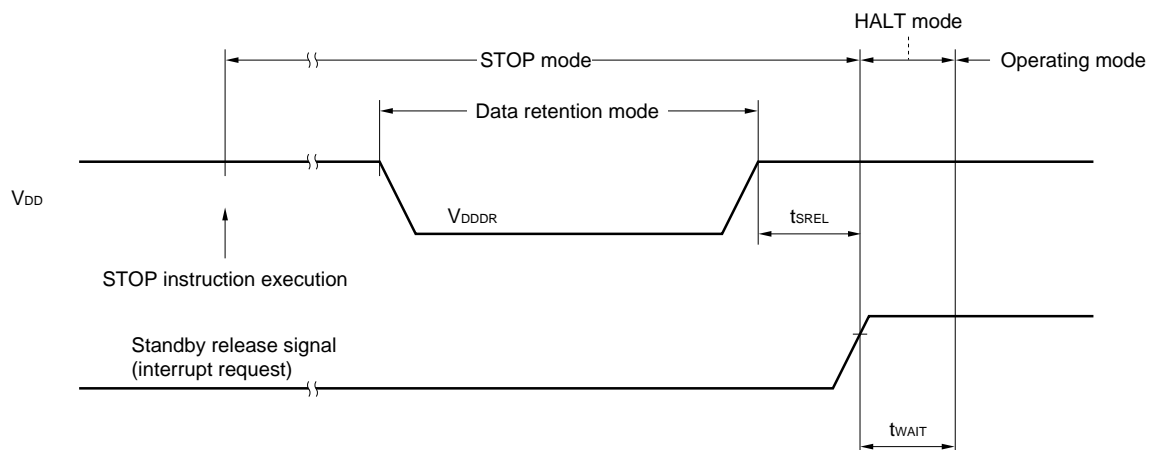 HALT mode
STOP mode
Operating mode
Data retention mode
VDD
VDDDR
tSREL
STOP instruction execution
Standby release signal
(interrupt request)
tWAIT